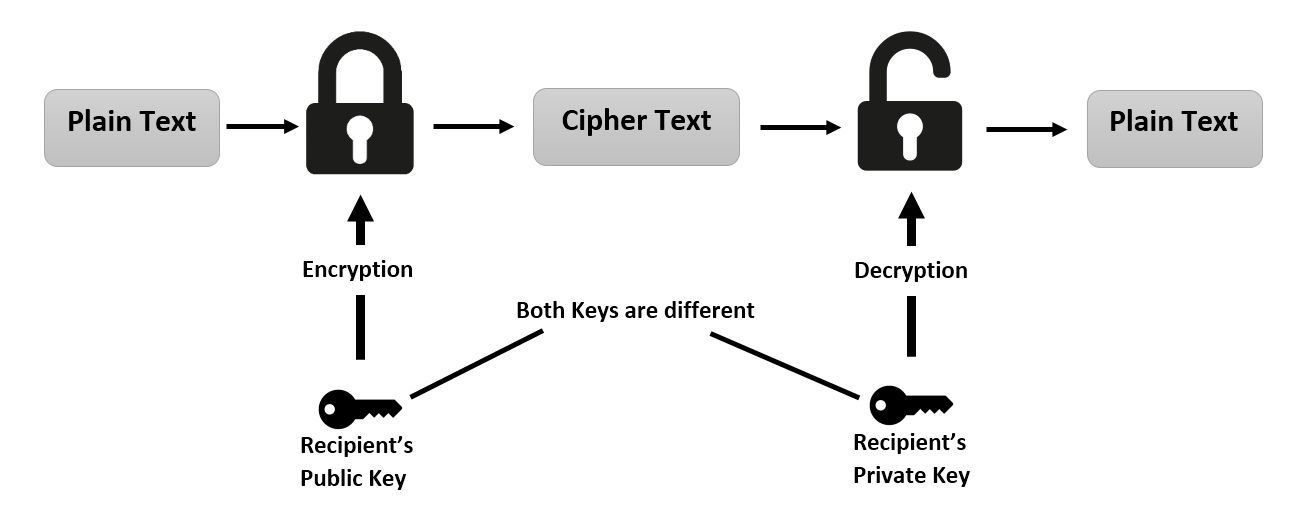 Plain Text
Cipher Text
Plain Text
Encryption
Decryption
Both Keys are different
Recipient’s
Public Key
Recipient’s
Private Key